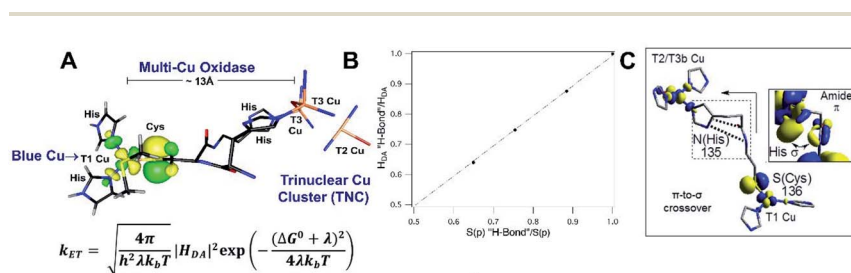 A
Multi-Cu Oxidase
~ 13Å
His
Cys
His
T3 Cu
T3
Cu
Blue Cu→
T1 Cu
His
His
T2 Cu
Trinuclear Cu
Cluster (TNC)
k_ET = √(4π / h²λk_bT) |H_DA|² exp(−(ΔG⁰ + λ)² / 4λk_bT)
B
H_DA "H-Bond"/H_DA
1.0
0.9
0.8
0.7
0.6
0.5
0.5 0.6 0.7 0.8 0.9 1.0
S(p) "H-Bond"/S(p)
C
T2/T3b Cu
Amide
π
His σ
N(His)
135
S(Cys)
136
π-to-σ
crossover
T1 Cu